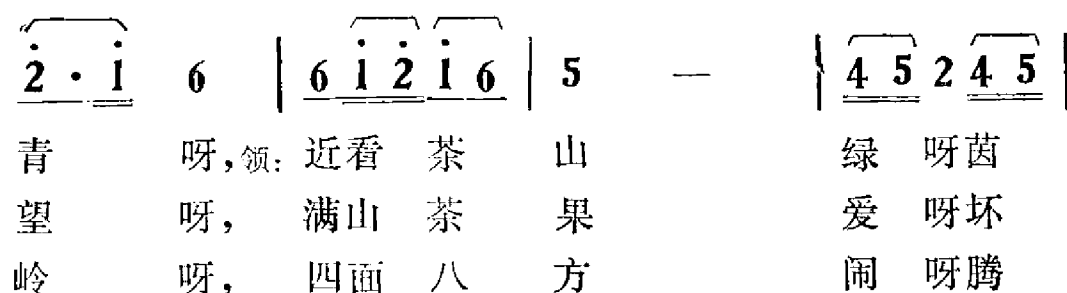 2̇ · 1̇ 6 | 6 1̇ 2̇ 1̇ 6 | 5 — | 4 5 2 4 5 |
青 呀,领:近看 茶 山 绿 呀茵
望 呀, 满山 茶 果 爱 呀坏
岭 呀, 四面 八 方 闹 呀腾